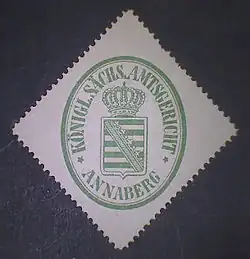 KÖNIGL. SÄCHS. AMTSGERICHT
ANNABERG